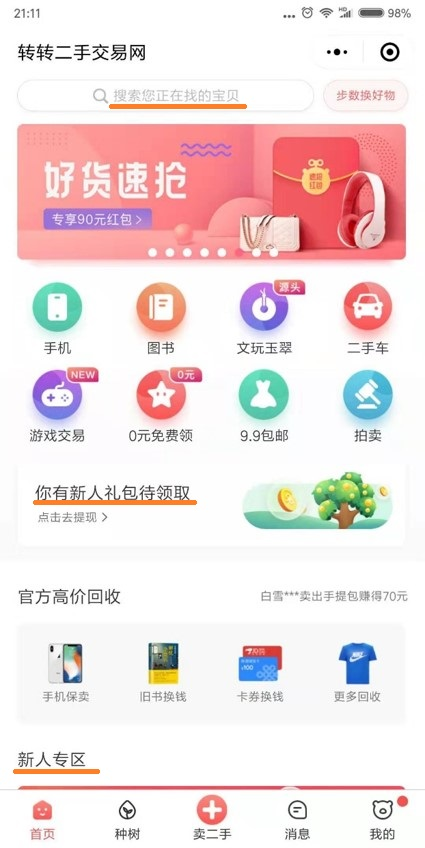 21:11
HD
98%
转转二手交易网
搜索您正在找的宝贝
步数换好物
好货速抢
专享90元红包>
源头
手机
图书
文玩玉翠
二手车
NEW
0元
游戏交易
0元免费领
9.9包邮
拍卖
你有新人礼包待领取
点击去提现>
官方高价回收
白雪***卖出手提包赚得70元
手机保卖
旧书换钱
卡券换钱
更多回收
新人专区
首页
种树
卖二手
消息
我的